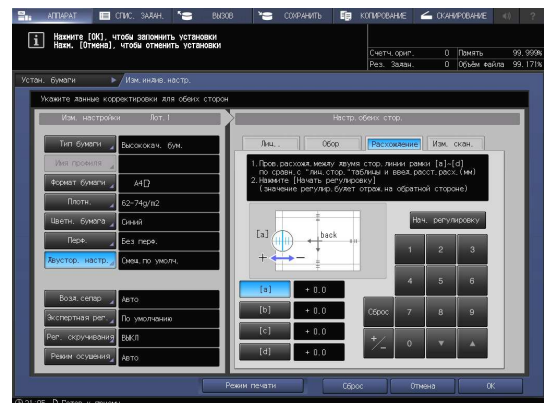 АППАРАТ
СПИС. ЗАДАН.
ВЫЗОВ
СОХРАНИТЬ
КОПИРОВАНИЕ
СКАНИРОВАНИЕ
Нажмите [OK], чтобы запомнить установки
Нажм. [Отмена], чтобы отменить установки
Счетч.ориг. 0 Память 99.999%
Рез. Задан. 0 Объём файла 99.171%
Устан. бумаги
Изм.индив.настр.
Укажите данные корректировки для обеих сторон
Изм. настройки Лот.1
Тип бумаги
Высококач. бум.
Имя профиля
Формат бумаги
A4
Плотн.
62-74g/m2
Цветн. бумага
Синий
Перф.
Без перф.
Двустор. настр.
Смещ.по умолч.
Возд.сепар
Авто
Экспертная рег.
По умолчанию
Рег. скручивания
ВЫКЛ
Режим осушения
Авто
Настр.обеих стор.
Лиц.
Обор
Расхождение
Изм. скан.
1.Пров.расхожд.между двумя стор.линии рамки [a]~[d]
по сравн.с "лиц.стор."таблицы и введ.расст.расх.(мм)
2.Нажмите [Начать регулировку]
(значение регулир.будет отраж.на обратной стороне)
[a]
back
+ -
Нач. регулировку
[a] + 0.0
[b] + 0.0
[c] + 0.0
[d] + 0.0
1 2 3
4 5 6
Сброс 7 8 9
+/- 0 ▼ ▲
Режим печати
Сброс
Отмена
OK